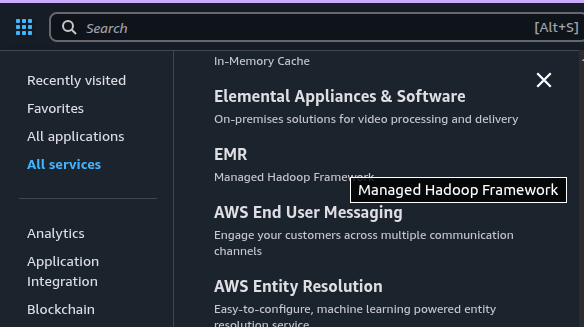 Search
[Alt+S]
Recently visited
Favorites
All applications
All services
Analytics
Application
Integration
Blockchain
In-Memory Cache
Elemental Appliances & Software
On-premises solutions for video processing and delivery
EMR
Managed Hadoop Framework
Managed Hadoop Framework
AWS End User Messaging
Engage your customers across multiple communication
channels
AWS Entity Resolution
Easy-to-configure, machine learning powered entity
resolution service